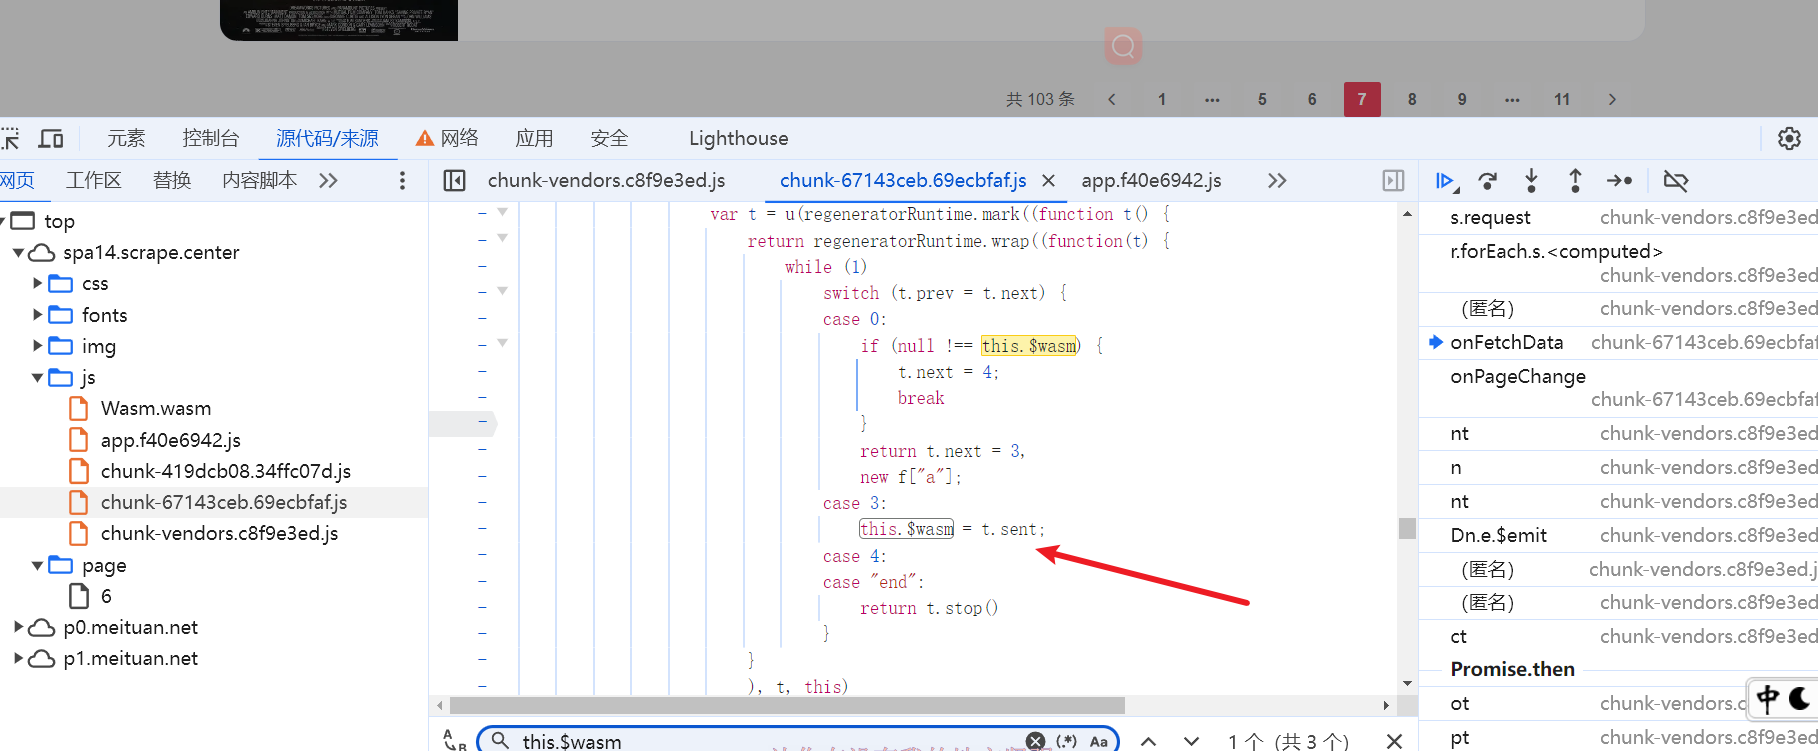 共 103 条 1 ••• 5 6 7 8 9 ••• 11
元素 控制台 源代码/来源 网络 应用 安全 Lighthouse
网页 工作区 替换 内容脚本
chunk-vendors.c8f9e3ed.js chunk-67143ceb.69ecbfaf.js app.f40e6942.js
top
spa14.scrape.center
css
fonts
img
js
Wasm.wasm
app.f40e6942.js
chunk-419dcb08.34ffc07d.js
chunk-67143ceb.69ecbfaf.js
chunk-vendors.c8f9e3ed.js
page
6
p0.meituan.net
p1.meituan.net
var t = u(regeneratorRuntime.mark((function t() {
return regeneratorRuntime.wrap((function(t) {
while (1)
switch (t.prev = t.next) {
case 0:
if (null !== this.$wasm) {
t.next = 4;
break
}
return t.next = 3,
new f["a"];
case 3:
this.$wasm = t.sent;
case 4:
case "end":
return t.stop()
}
}
), t, this)
this.$wasm
(.*) Aa
1 个 (共 3 个)
s.request chunk-vendors.c8f9e3ed
r.forEach.s.<computed>
chunk-vendors.c8f9e3ed
(匿名) chunk-vendors.c8f9e3ed
onFetchData chunk-67143ceb.69ecbfaf
onPageChange
chunk-67143ceb.69ecbfaf
nt chunk-vendors.c8f9e3ed
n chunk-vendors.c8f9e3ed
nt chunk-vendors.c8f9e3ed
Dn.e.$emit chunk-vendors.c8f9e3ed
(匿名) chunk-vendors.c8f9e3ed.j
(匿名) chunk-vendors.c8f9e3ed
ct chunk-vendors.c8f9e3ed
Promise.then
ot chunk-vendors.c
中
pt chunk-vendors.c8f9e3ed